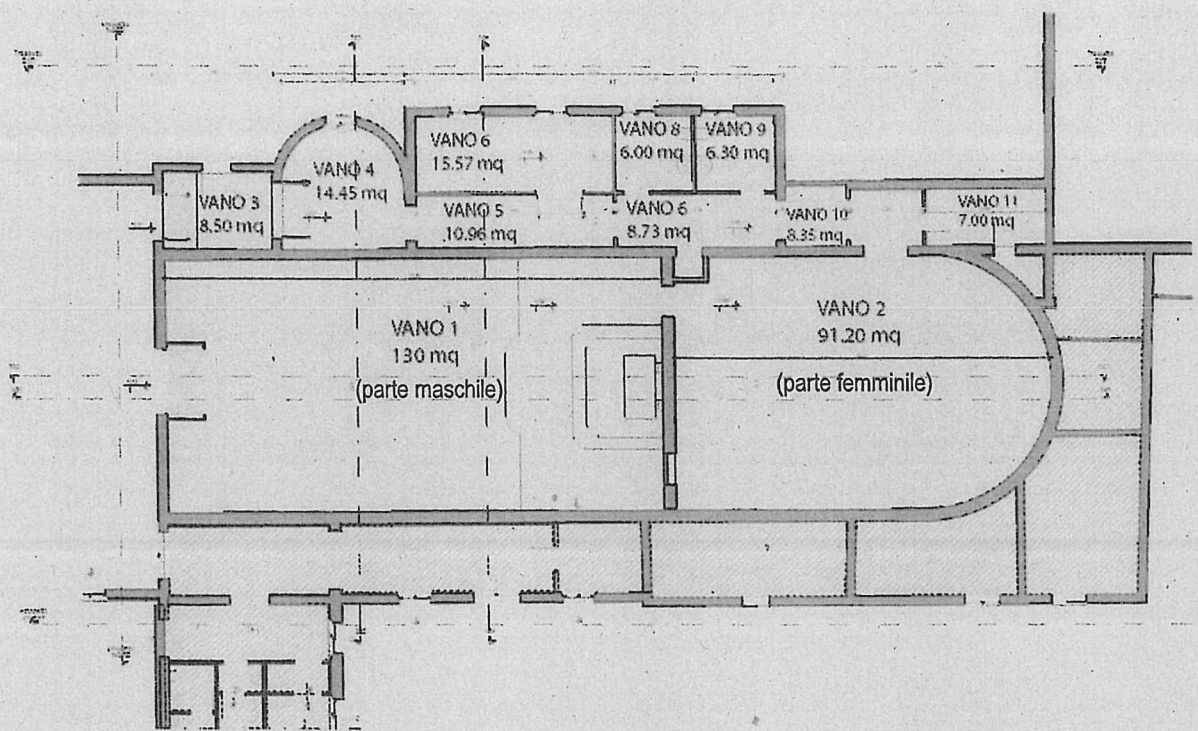 VANO 6
15.57 mq
VANO 8
6.00 mq
VANO 9
6.30 mq
VANO 4
14.45 mq
VANO 3
8.50 mq
VANO 5
10.96 mq
VANO 6
8.73 mq
VANO 10
8.35 mq
VANO 11
7.00 mq
VANO 1
130 mq
(parte maschile)
VANO 2
91.20 mq
(parte femminile)